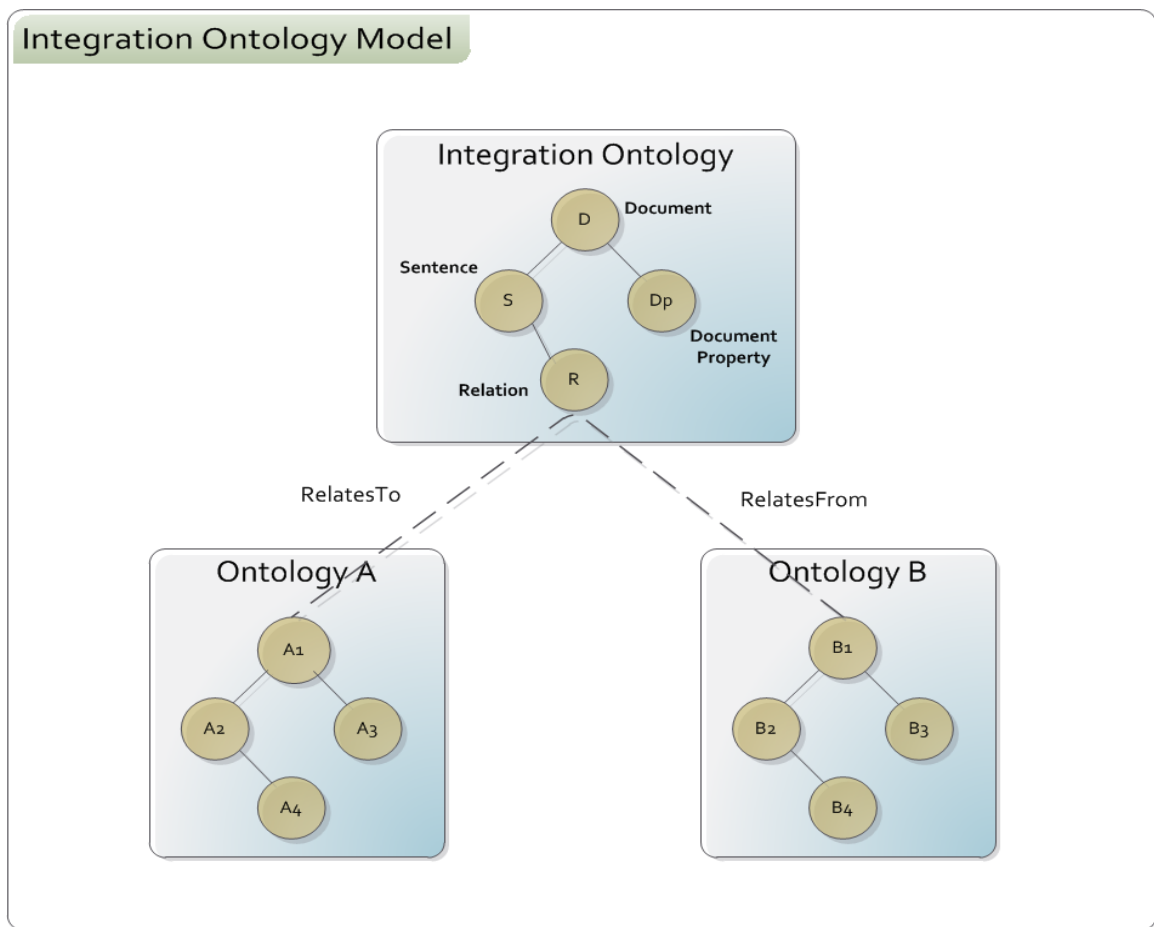 Integration Ontology Model
Integration Ontology
D
Document
Sentence
S
Dp
Document
Property
R
Relation
RelatesTo
RelatesFrom
Ontology A
A1
A2
A3
A4
Ontology B
B1
B2
B3
B4